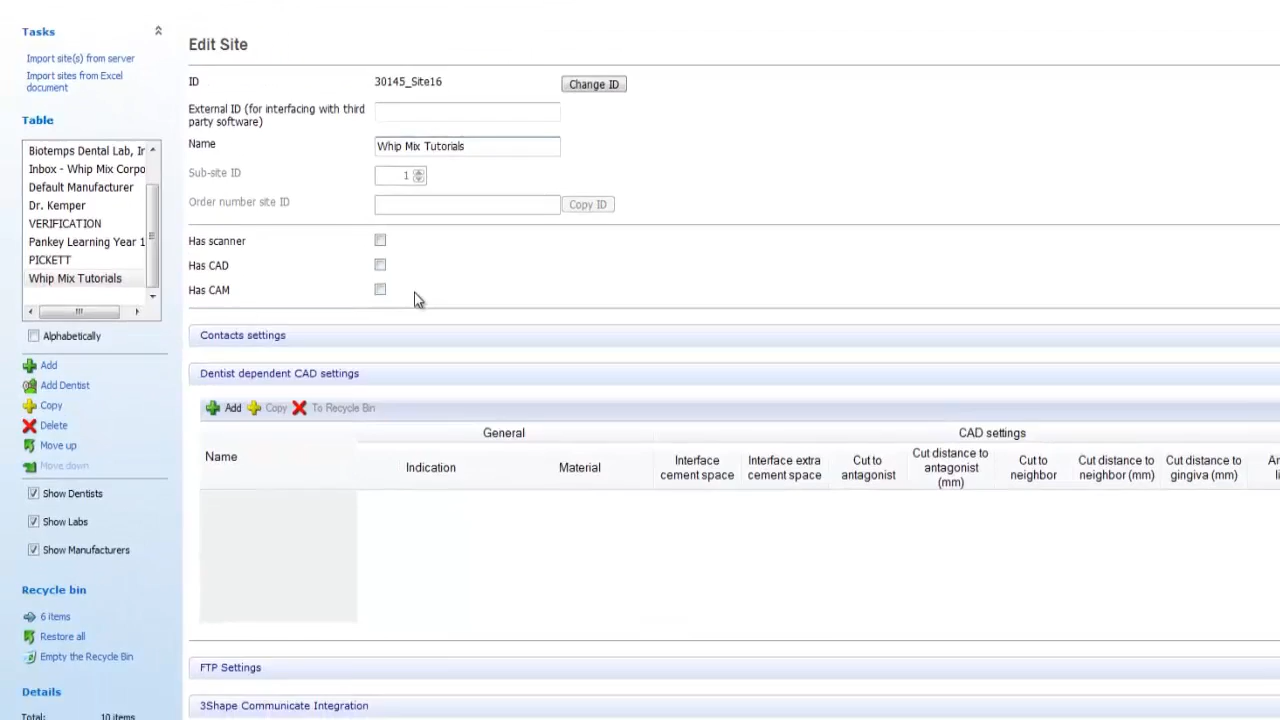 Tasks
Import site(s) from server
Import sites from Excel
document
Table
Biotemps Dental Lab, Ir
Inbox - Whip Mix Corpo
Default Manufacturer
Dr. Kemper
VERIFICATION
Pankey Learning Year 1
PICKETT
Whip Mix Tutorials
Alphabetically
Add
Add Dentist
Copy
Delete
Move up
Move down
Show Dentists
Show Labs
Show Manufacturers
Recycle bin
6 items
Restore all
Empty the Recycle Bin
Details
Total: 10 items
Edit Site
ID 30145_Site16 Change ID
External ID (for interfacing with third
party software)
Name Whip Mix Tutorials
Sub-site ID 1
Order number site ID Copy ID
Has scanner
Has CAD
Has CAM
Contacts settings
Dentist dependent CAD settings
Add Copy To Recycle Bin
General CAD settings
Name Indication Material
Interface
cement space
Interface extra
cement space
Cut to
antagonist
Cut distance to
antagonist
(mm)
Cut to
neighbor
Cut distance to
neighbor (mm)
Cut distance to
gingiva (mm)
FTP Settings
3Shape Communicate Integration